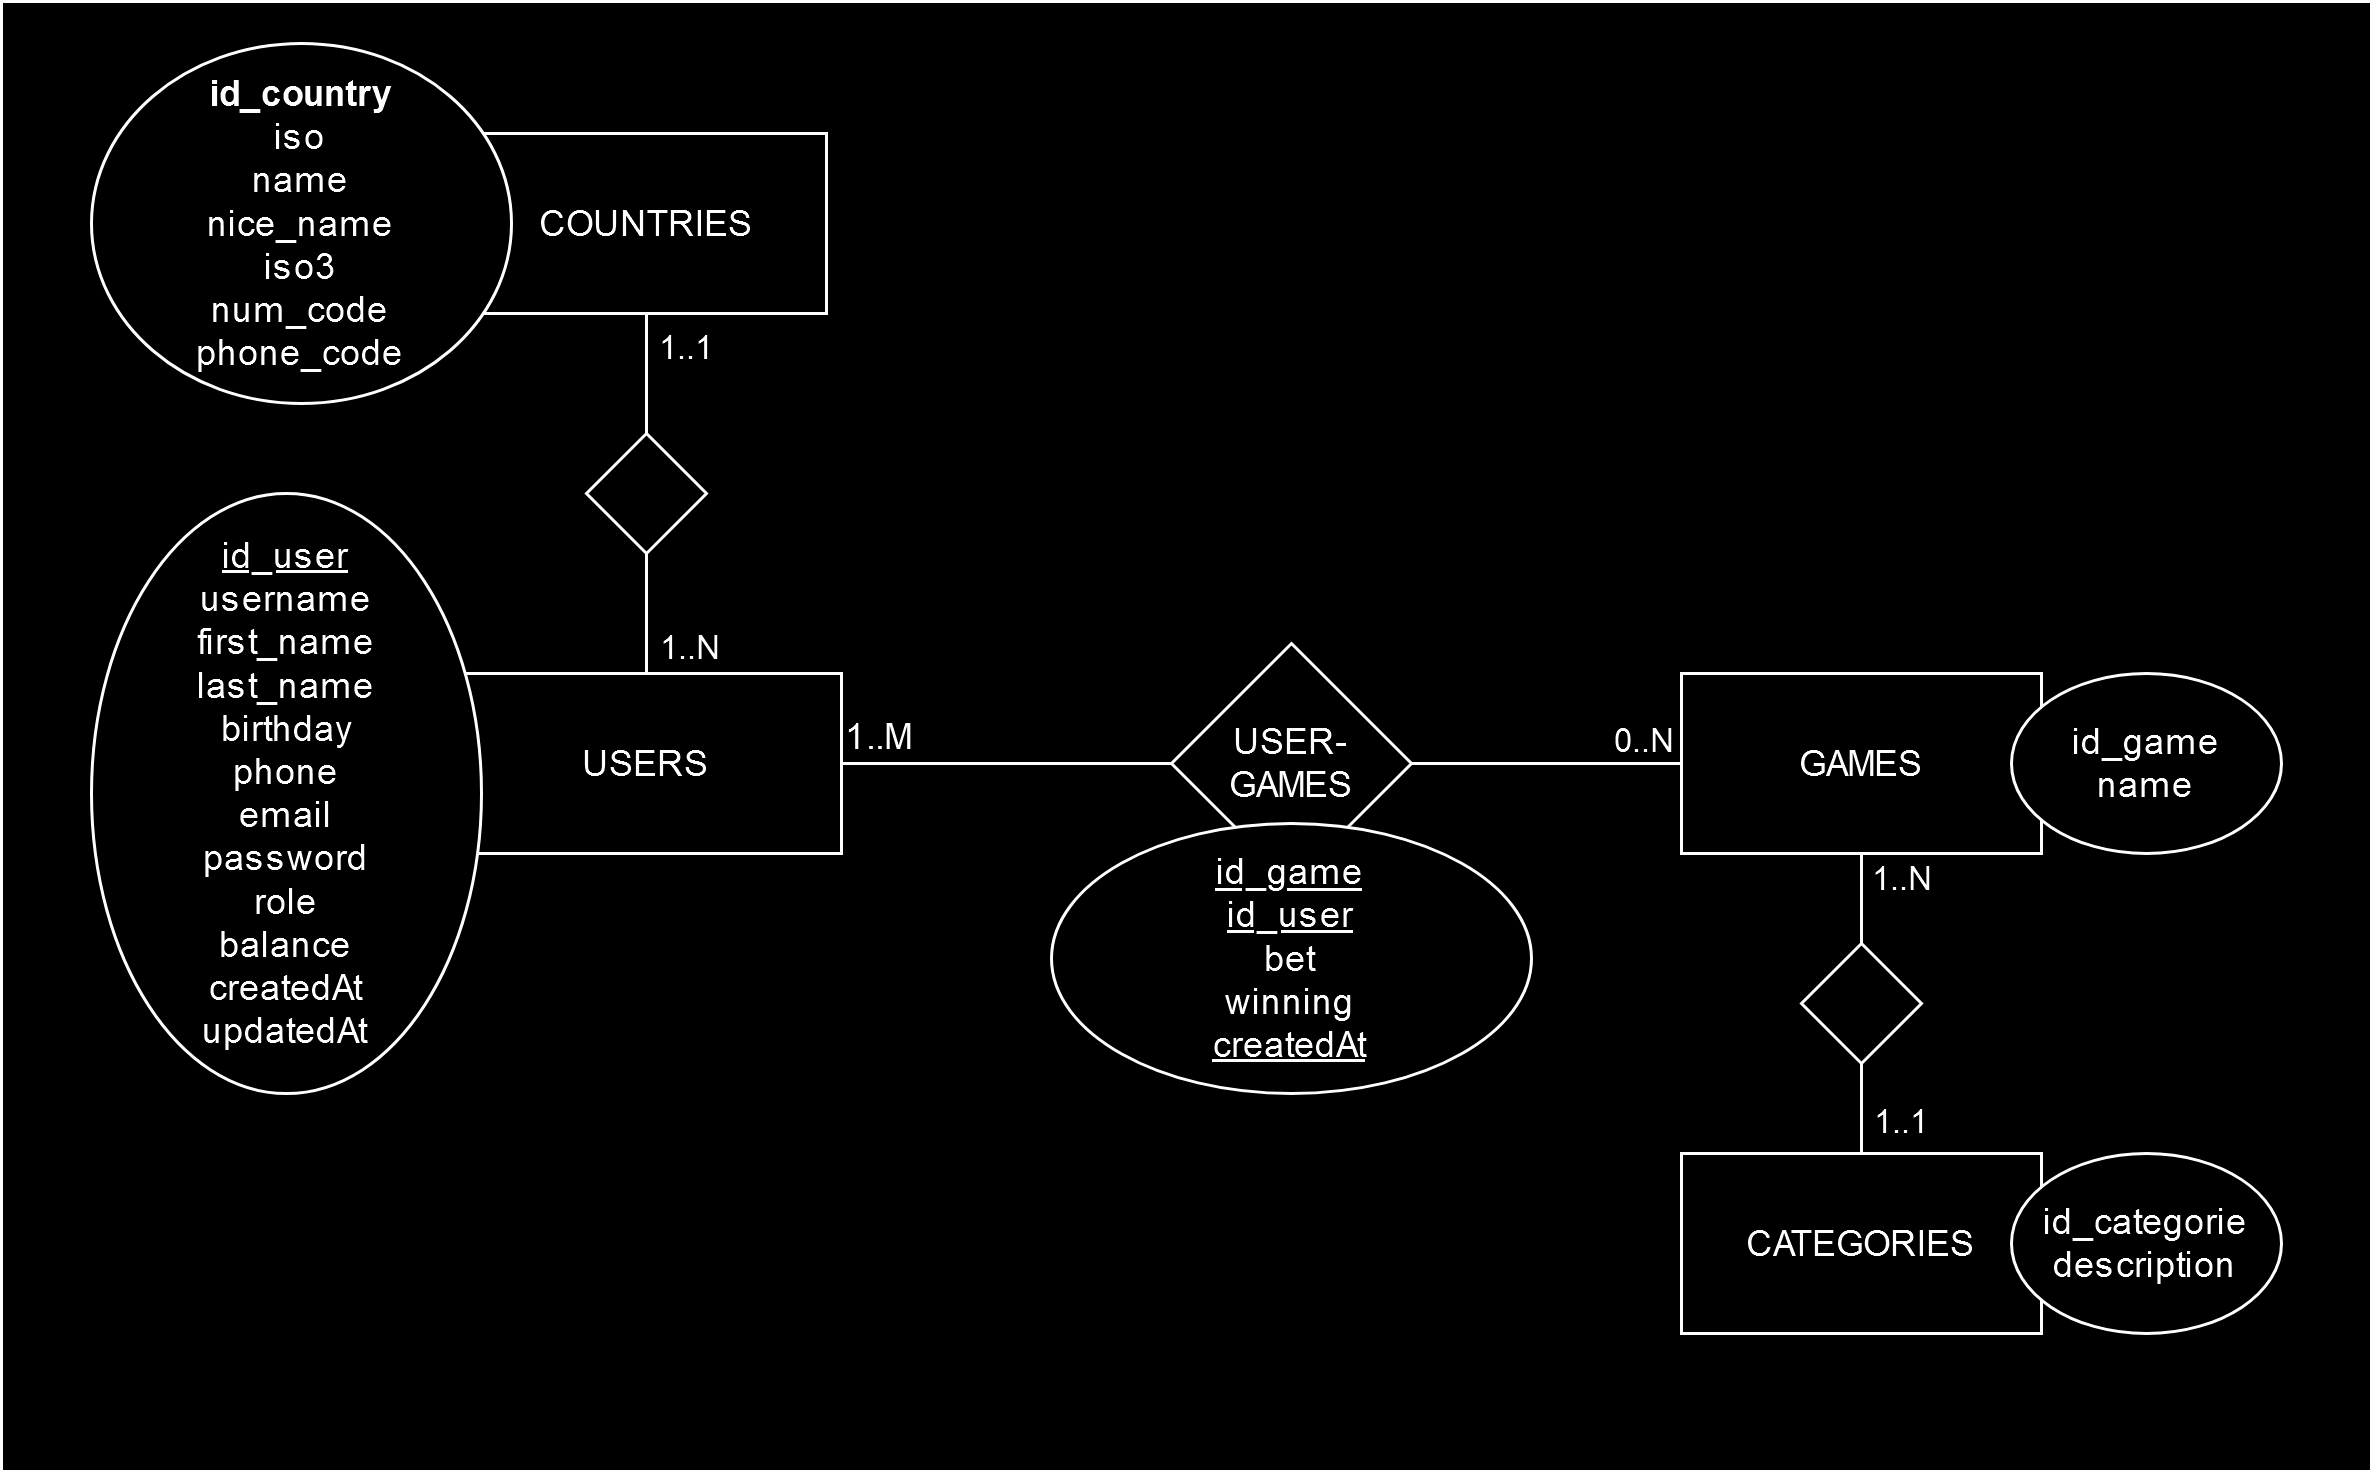 id_country
iso
name
nice_name
iso3
num_code
phone_code
COUNTRIES
1..1
1..N
id_user
username
first_name
last_name
birthday
phone
email
password
role
balance
createdAt
updatedAt
USERS
1..M
USER-
GAMES
id_game
id_user
bet
winning
createdAt
0..N
GAMES
id_game
name
1..N
1..1
CATEGORIES
id_categorie
description